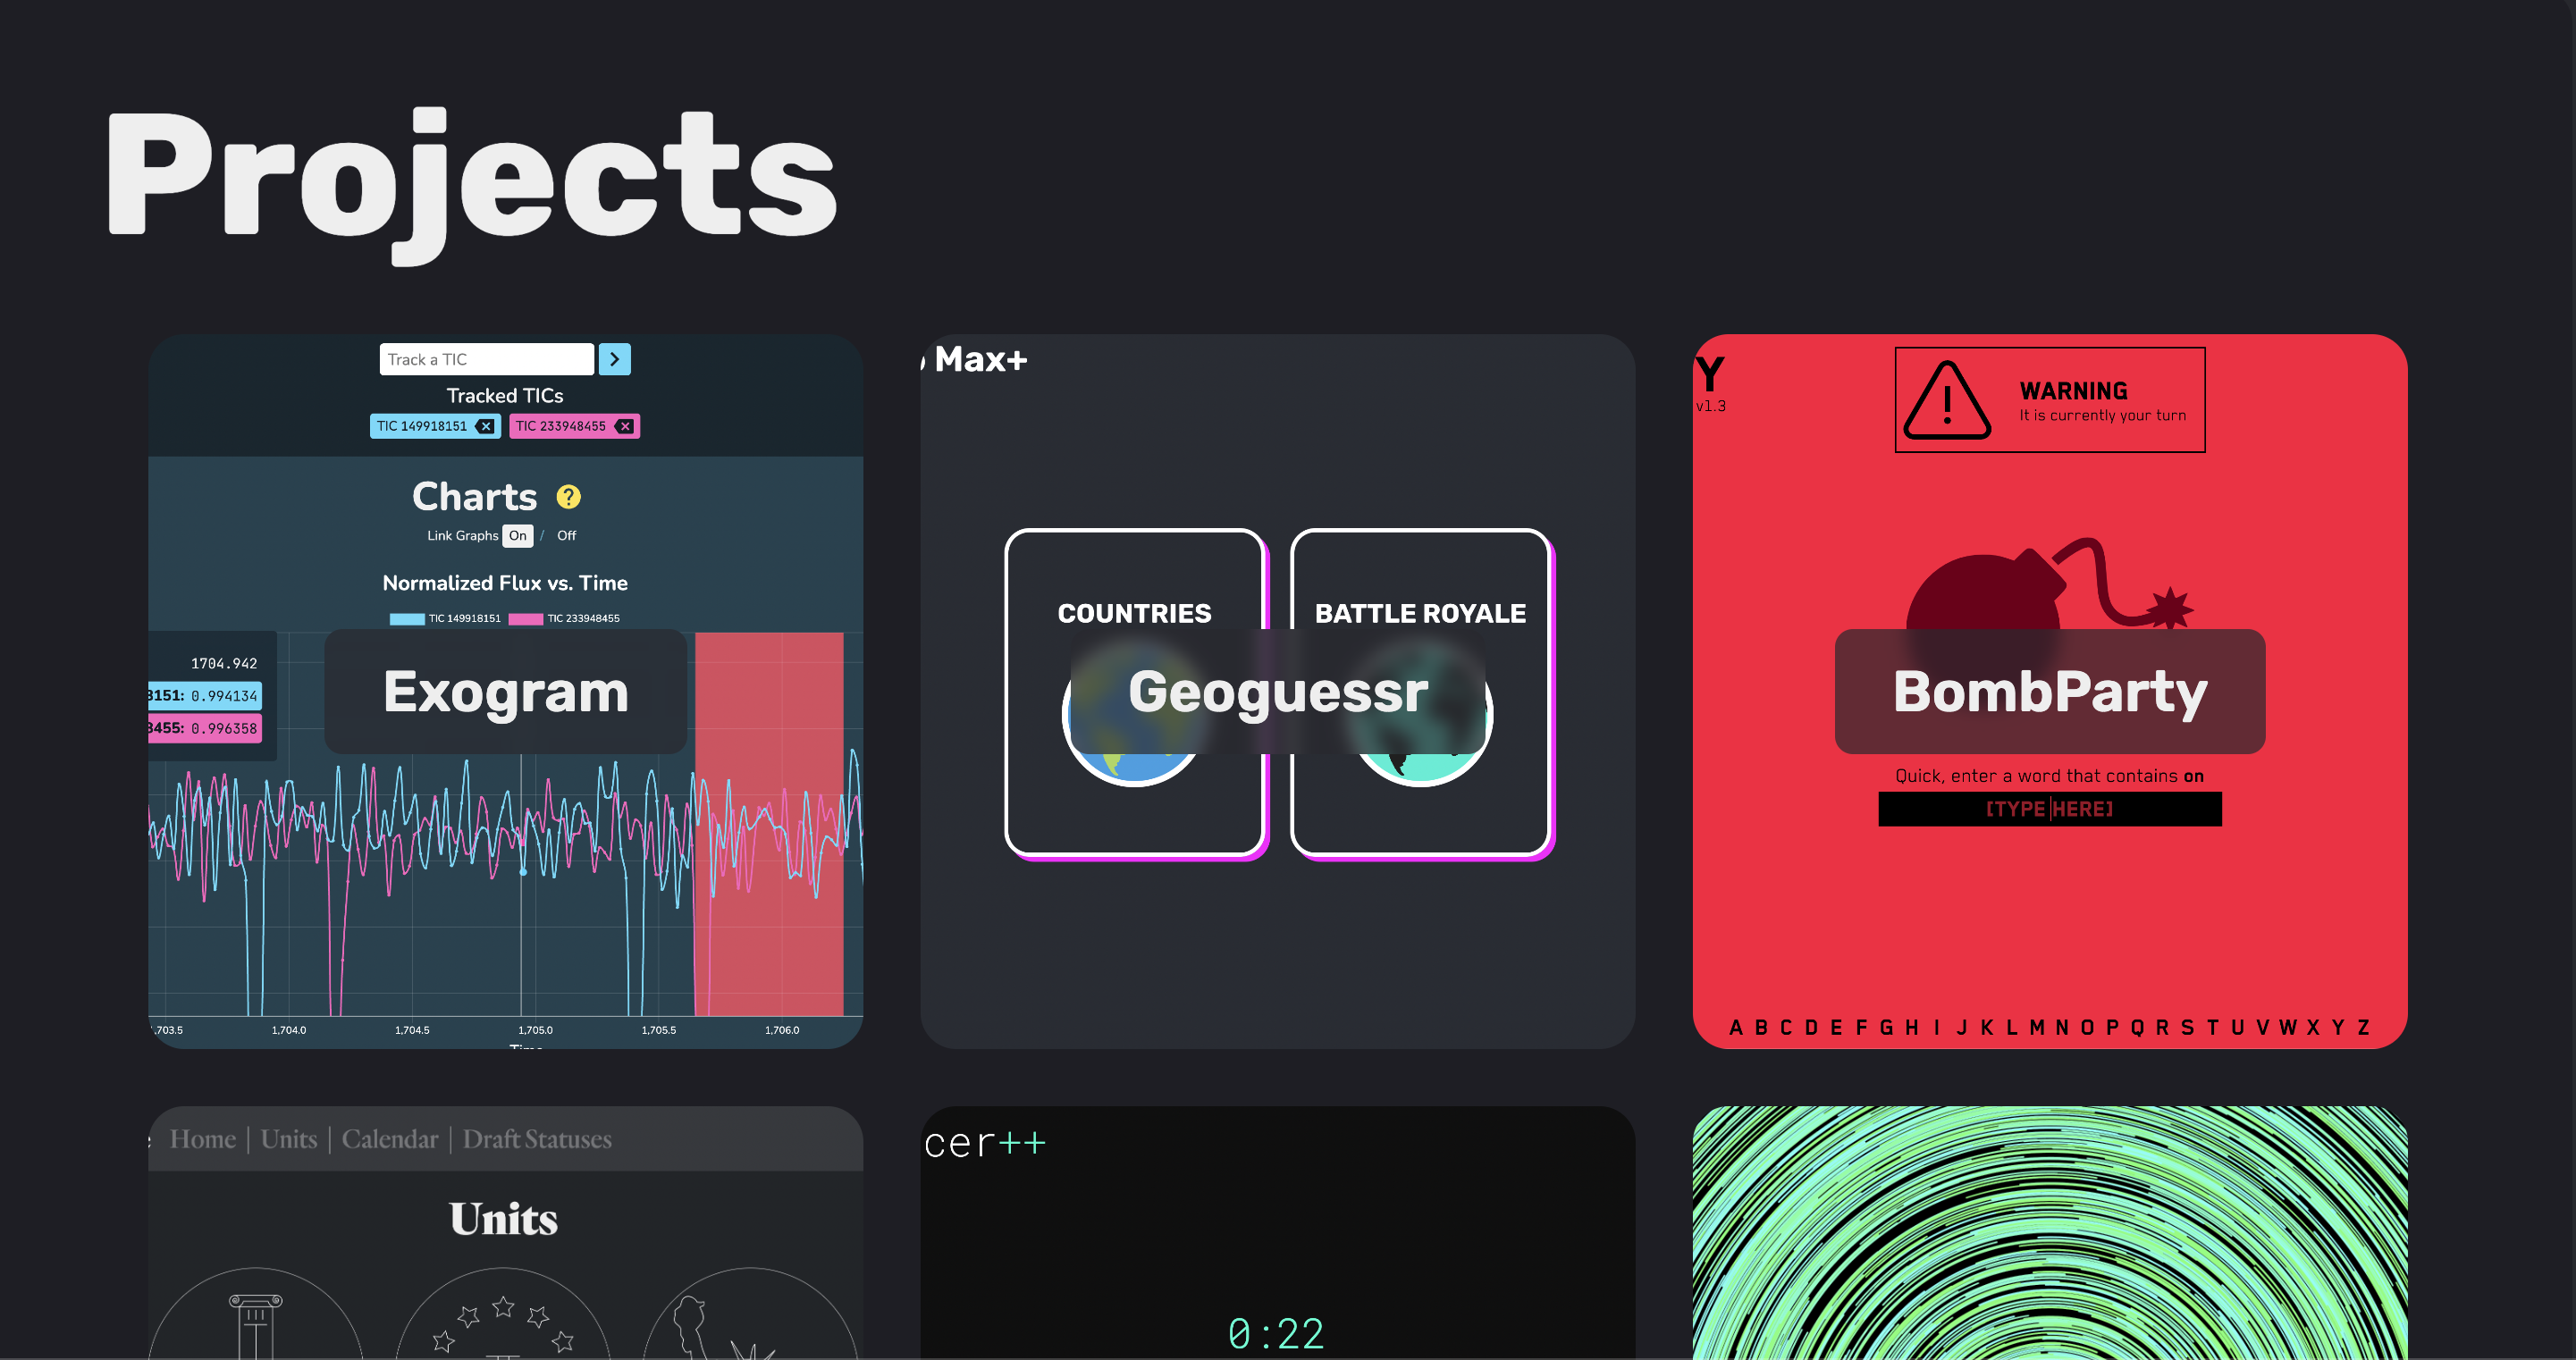 Projects
Track a TIC
Tracked TICs
TIC 149918151 TIC 233948455
Charts ?
Link Graphs On / Off
Normalized Flux vs. Time
TIC 149918151 TIC 233948455
1704.942
3151: 0.994134
3455: 0.996358
Exogram
,703.5 1,704.0 1,704.5 1,705.0 1,705.5 1,706.0
Time
Max+
COUNTRIES
BATTLE ROYALE
Geoguessr
Y
v1.3
WARNING
It is currently your turn
BombParty
Quick, enter a word that contains on
[TYPE HERE]
A B C D E F G H I J K L M N O P Q R S T U V W X Y Z
Home | Units | Calendar | Draft Statuses
Units
cer++
0:22